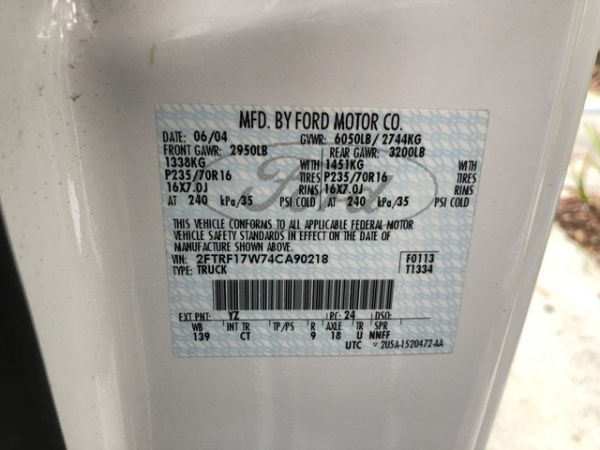 MFD. BY FORD MOTOR CO.
DATE: 06/04 GVWR: 6050LB/2744KG
FRONT GAWR: 2950LB REAR GAWR: 3200LB
1338KG WITH 1451KG WITH
P235/70R16 TIRES P235/70R16 TIRES
16X7.0J RIMS 16X7.0J RIMS
AT 240 kPa/35 PSI COLD AT 240 kPa/35 PSI COLD
THIS VEHICLE CONFORMS TO ALL APPLICABLE FEDERAL MOTOR
VEHICLE SAFETY STANDARDS IN EFFECT ON THE DATE OF
MANUFACTURE SHOWN ABOVE.
VIN: 2FTRF17W74CA90218 F0113
TYPE: TRUCK T1334
EXT PNT: YZ RC: 24 DSO:
WB INT TR TP/PS R AXLE TR SPR
139 CT 9 18 U NNFF
UTC 2U5A-1520472-AA
Ford